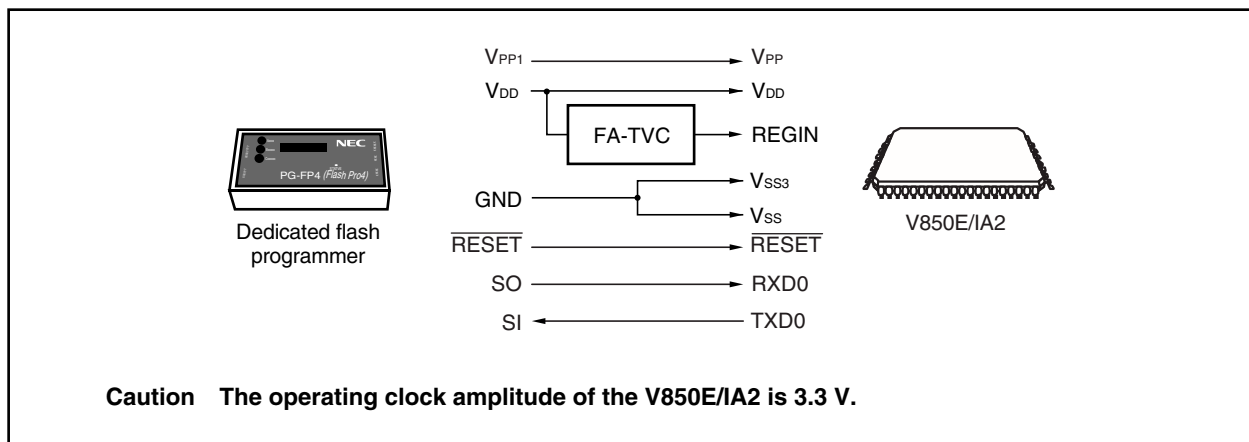 VPP1 VPP
VDD VDD
FA-TVC REGIN
NEC
PG-FP4 (Flash Pro4)
GND VSS3
VSS
V850E/IA2
Dedicated flash
programmer
RESET RESET
SO RXD0
SI TXD0
Caution The operating clock amplitude of the V850E/IA2 is 3.3 V.